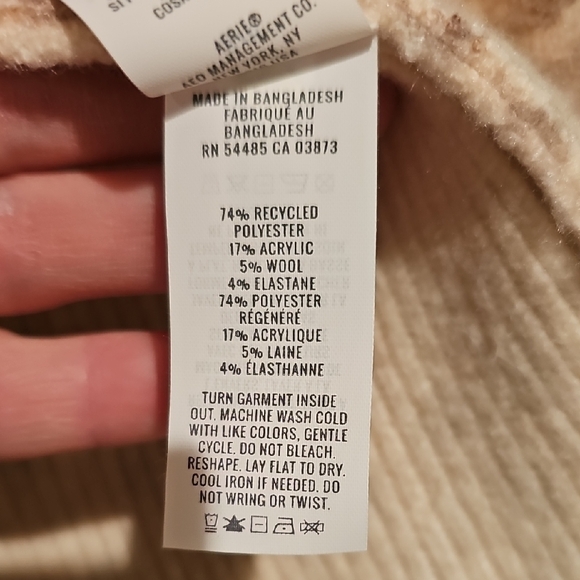 AERIE®
AEO MANAGEMENT CO.
NEW YORK, NY
USA
MADE IN BANGLADESH
FABRIQUÉ AU
BANGLADESH
RN 54485 CA 03873
74% RECYCLED
POLYESTER
17% ACRYLIC
5% WOOL
4% ELASTANE
74% POLYESTER
RÉGÉNÉRÉ
17% ACRYLIQUE
5% LAINE
4% ÉLASTHANNE
TURN GARMENT INSIDE
OUT. MACHINE WASH COLD
WITH LIKE COLORS, GENTLE
CYCLE. DO NOT BLEACH.
RESHAPE. LAY FLAT TO DRY.
COOL IRON IF NEEDED. DO
NOT WRING OR TWIST.